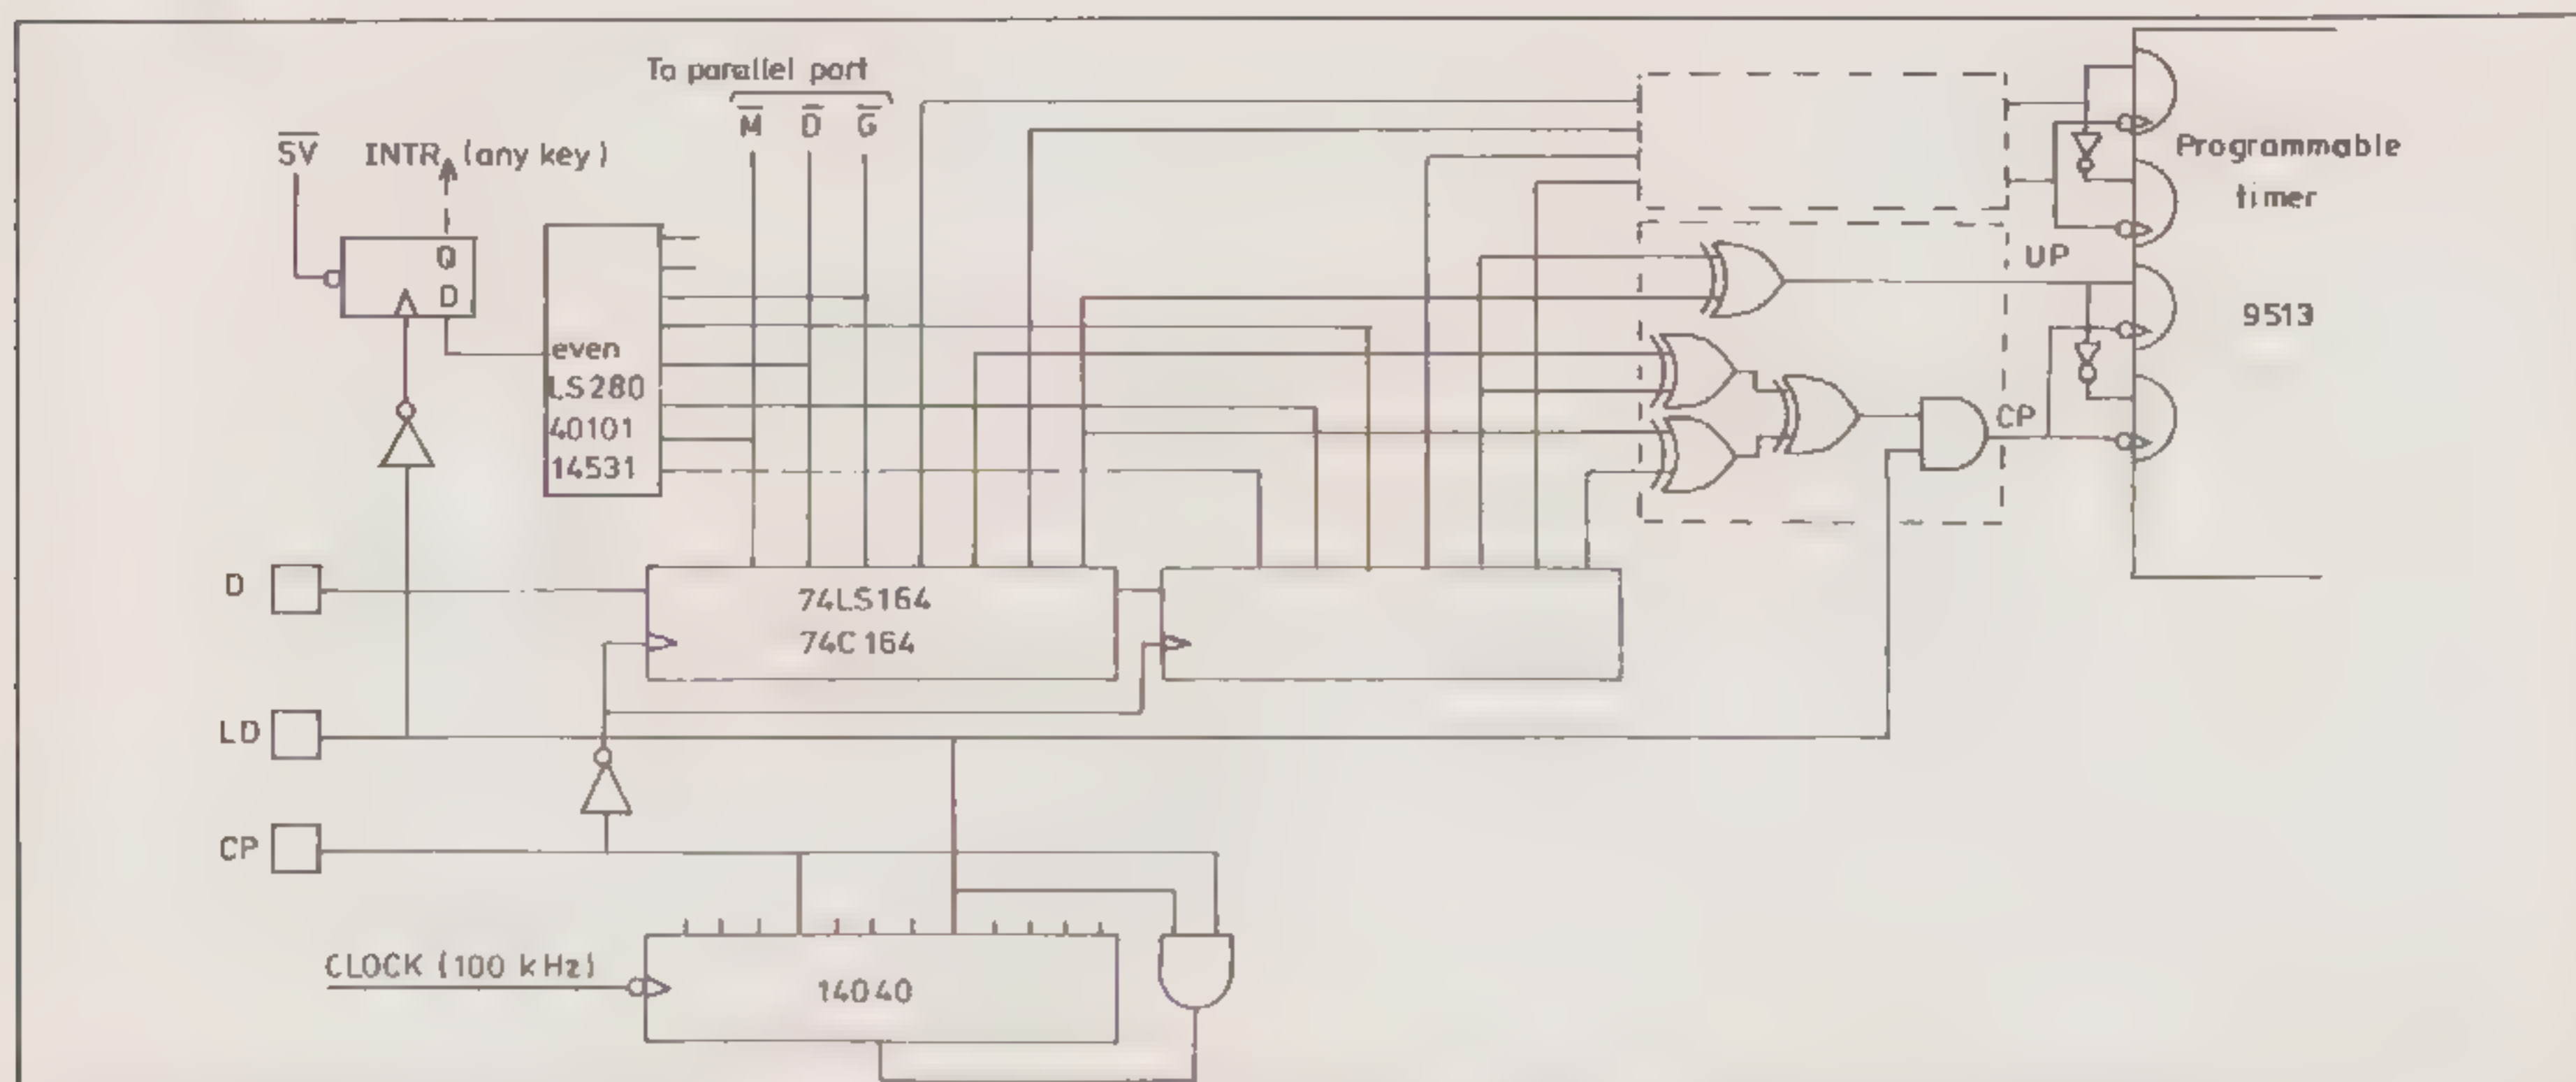 To parallel port
M D G
5V INTR (any key)
Q
D
even
LS280
40101
14531
UP
CP
Programmable
timer
9513
D
74LS164
74C164
LD
CP
CLOCK (100 kHz)
14040